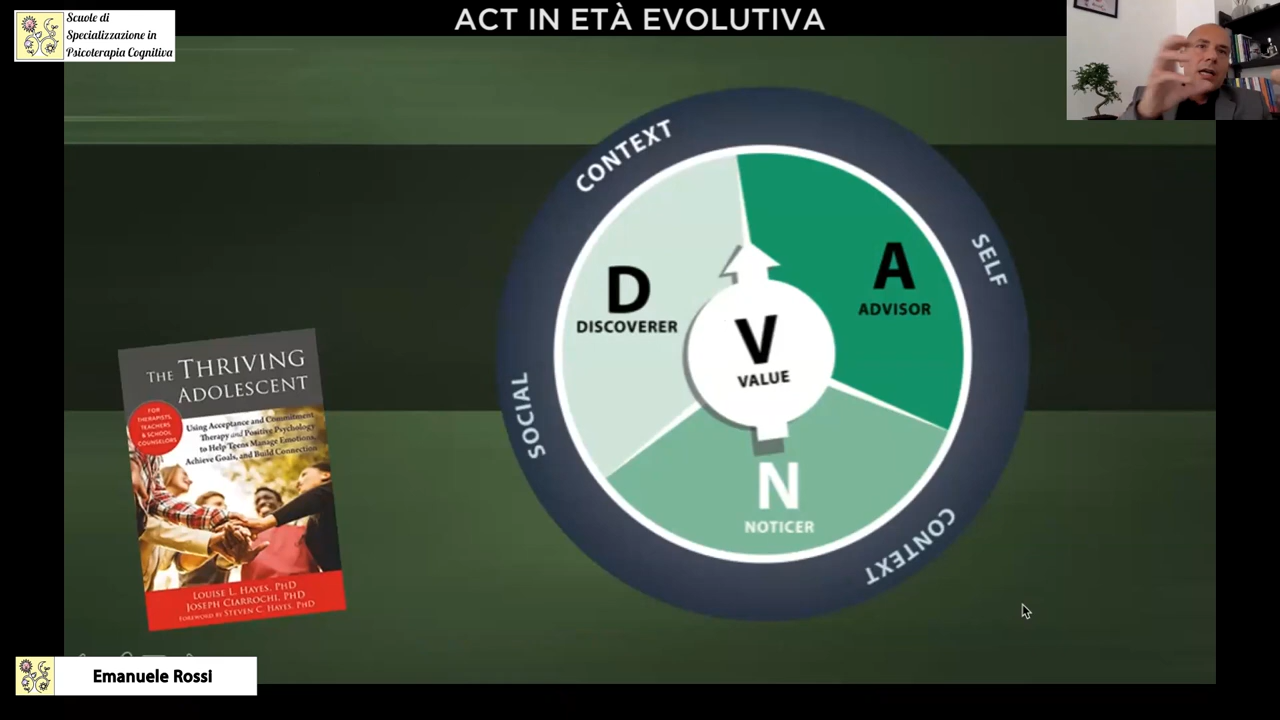 Scuole di
Specializzazione in
Psicoterapia Cognitiva
ACT IN ETÀ EVOLUTIVA
CONTEXT
SELF
SOCIAL
CONTEXT
D
DISCOVERER
A
ADVISOR
V
VALUE
N
NOTICER
THE THRIVING
ADOLESCENT
FOR
THERAPISTS,
TEACHERS
& SCHOOL
COUNSELORS
Using Acceptance and Commitment
Therapy and Positive Psychology
to Help Teens Manage Emotions,
Achieve Goals, and Build Connection
LOUISE L. HAYES, PHD
JOSEPH CIARROCHI, PHD
FOREWORD BY STEVEN C. HAYES, PHD
Emanuele Rossi